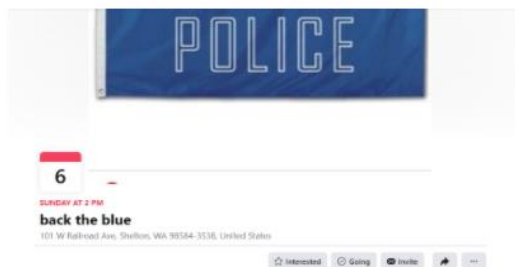 POLICE
6
SUNDAY AT 2 PM
back the blue
101 W Railroad Ave, Shelton, WA 98584-3538, United States
Interested Going Invite